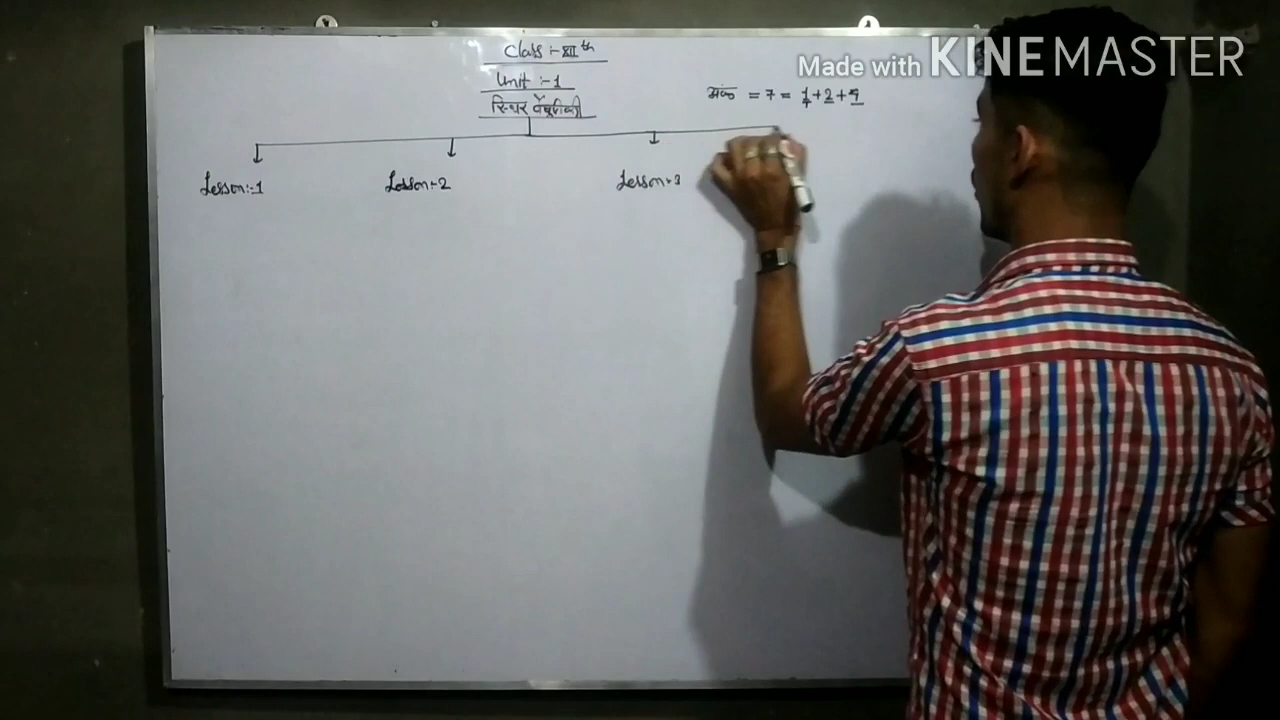 Made with KINEMASTER
Class :- XII th
Unit :- 1
स्थिर वैद्युतिकी
अंक = 7 = 1+2+4
Lesson:-1 Lesson:-2 Lesson:-3